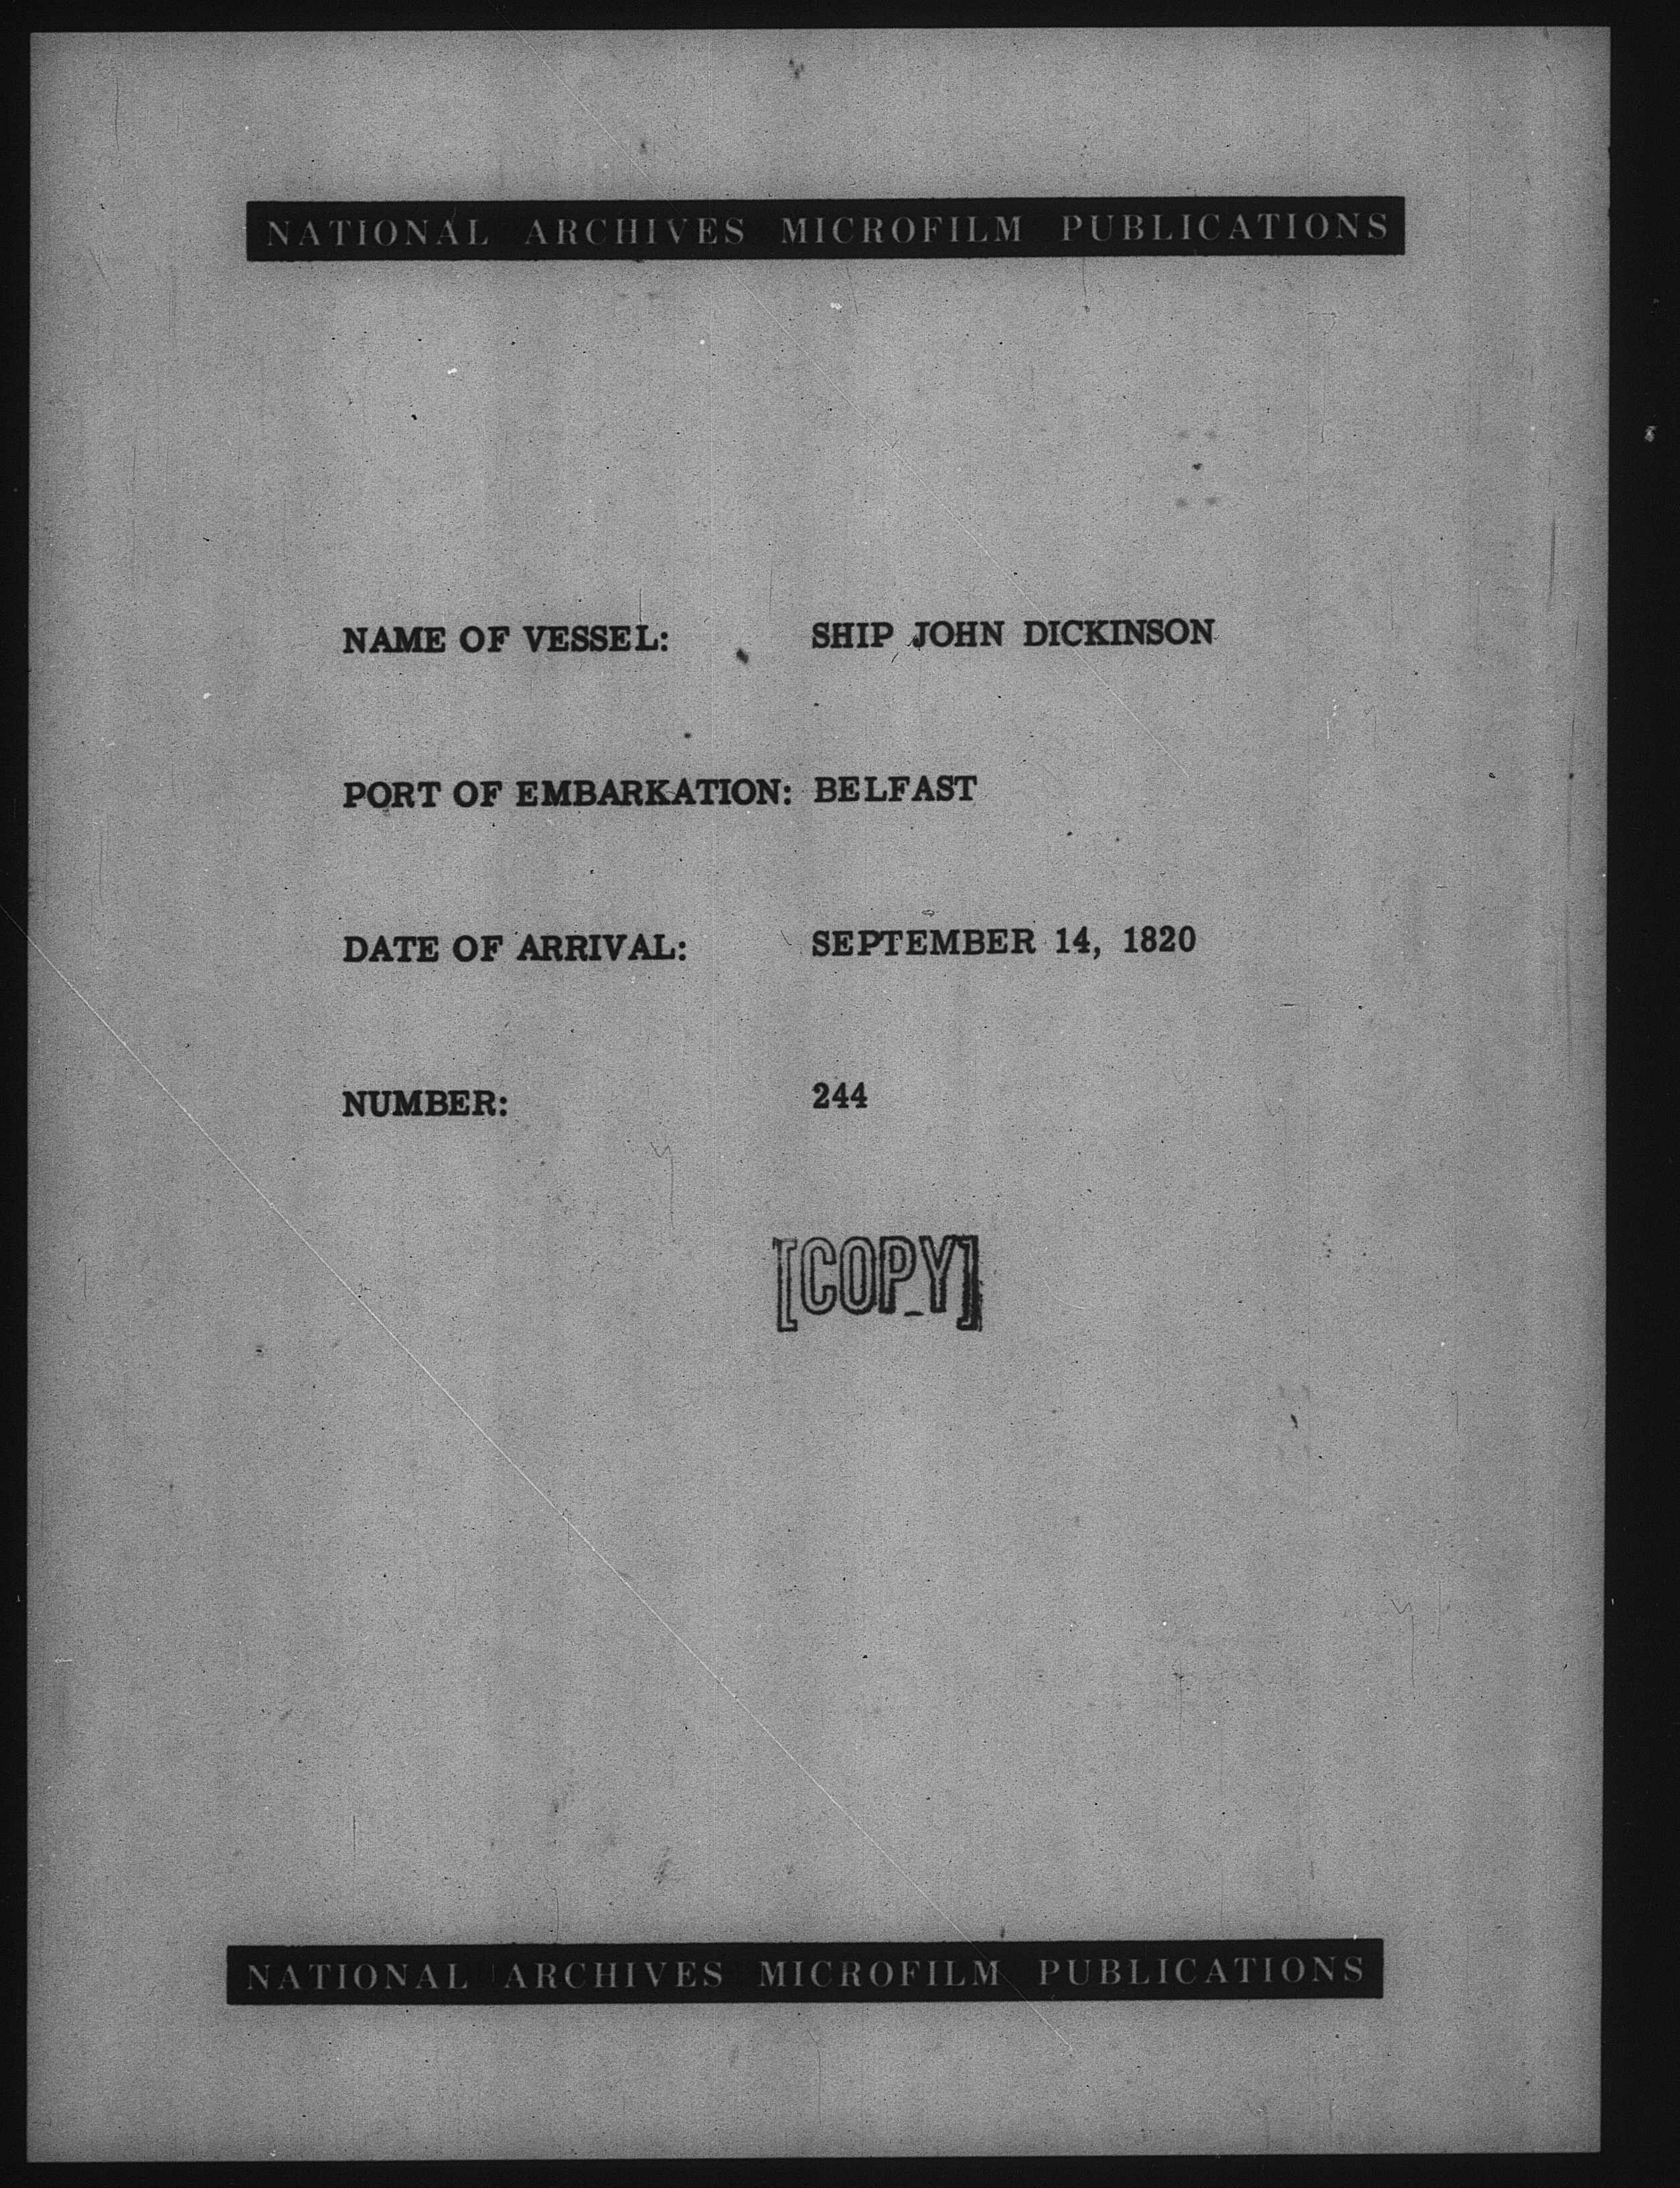 NATIONAL ARCHIVES MICROFILM PUBLICATIONS
NAME OF VESSEL: SHIP JOHN DICKINSON
PORT OF EMBARKATION: BELFAST
DATE OF ARRIVAL: SEPTEMBER 14, 1820
NUMBER: 244
[COPY]
NATIONAL ARCHIVES MICROFILM PUBLICATIONS